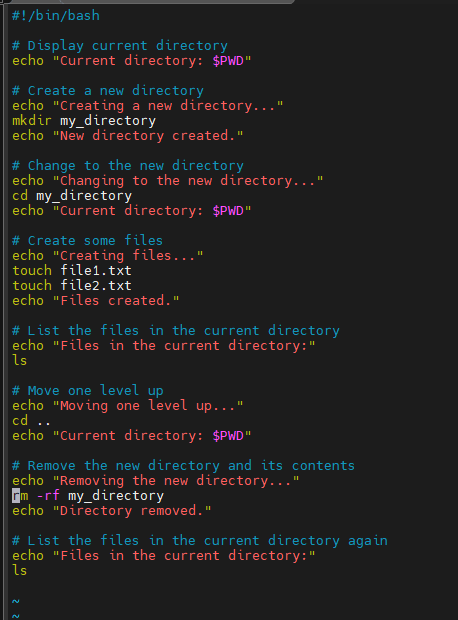 #!/bin/bash

# Display current directory
echo "Current directory: $PWD"

# Create a new directory
echo "Creating a new directory..."
mkdir my_directory
echo "New directory created."

# Change to the new directory
echo "Changing to the new directory..."
cd my_directory
echo "Current directory: $PWD"

# Create some files
echo "Creating files..."
touch file1.txt
touch file2.txt
echo "Files created."

# List the files in the current directory
echo "Files in the current directory:"
ls

# Move one level up
echo "Moving one level up..."
cd ..
echo "Current directory: $PWD"

# Remove the new directory and its contents
echo "Removing the new directory..."
rm -rf my_directory
echo "Directory removed."

# List the files in the current directory again
echo "Files in the current directory:"
ls

~
~